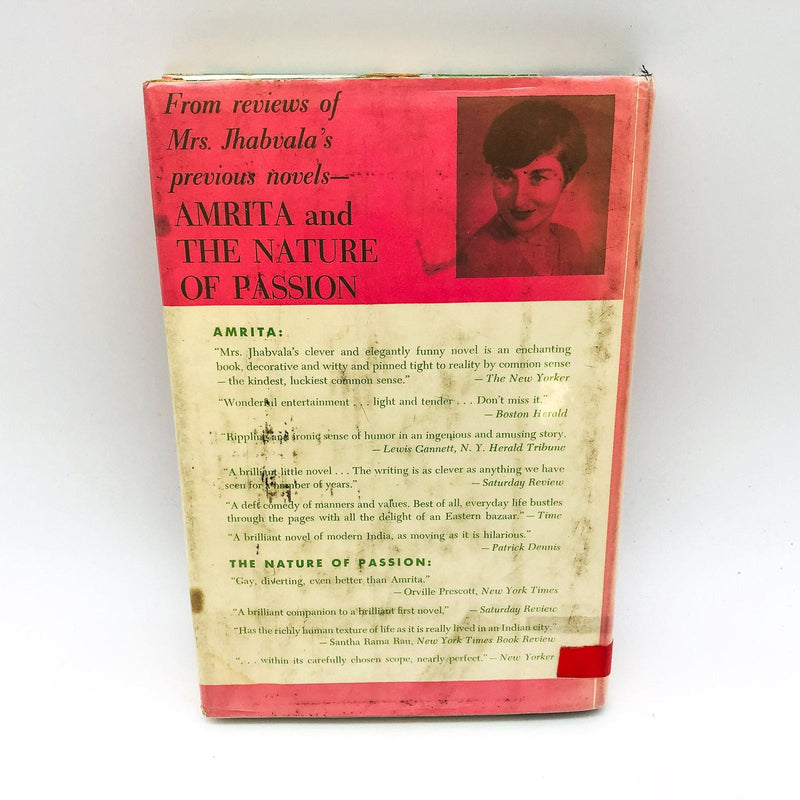 From reviews of
Mrs. Jhabvala's
previous novels—
AMRITA and
THE NATURE
OF PASSION
AMRITA:
"Mrs. Jhabvala's clever and elegantly funny novel is an enchanting
book, decorative and witty and pinned tight to reality by common sense
— the kindest, luckiest common sense." — The New Yorker
"Wonderful entertainment . . . light and tender . . . Don't miss it."
— Boston Herald
"Rippling and ironic sense of humor in an ingenious and amusing story.
— Lewis Gannett, N. Y. Herald Tribune
"A brilliant little novel . . . The writing is as clever as anything we have
seen for a number of years." — Saturday Review
"A deft comedy of manners and values. Best of all, everyday life bustles
through the pages with all the delight of an Eastern bazaar." — Time
"A brilliant novel of modern India, as moving as it is hilarious."
— Patrick Dennis
THE NATURE OF PASSION:
"Gay, diverting, even better than Amrita."
— Orville Prescott, New York Times
"A brilliant companion to a brilliant first novel," — Saturday Review
"Has the richly human texture of life as it is really lived in an Indian city."
— Santha Rama Rau, New York Times Book Review
". . . within its carefully chosen scope, nearly perfect." — New Yorker